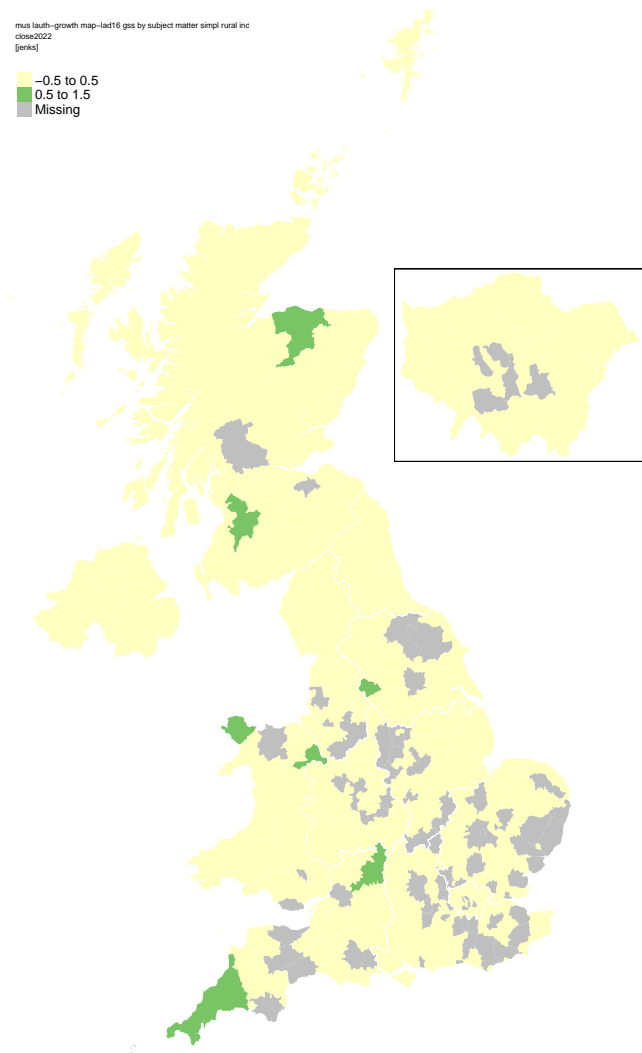 mus lauth−growth map−lad16 gss by subject matter simpl rural inc
close2022
[jenks]
−0.5 to 0.5
0.5 to 1.5
Missing